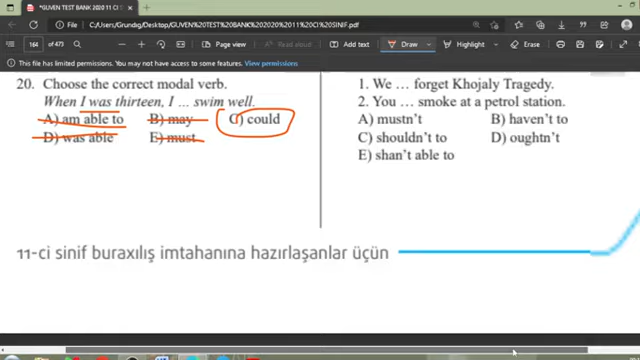 *GUVEN TEST BANK 2020 11 CI
C:/Users/Grundig/Desktop/GUVEN%20TEST%20BANK%202020%2011%20CI%20SINIF.pdf
164 of 473
Page view
Read aloud
Add text
Draw
Highlight
Erase
This file has limited permissions. You may not have access to some features. View permissions
20. Choose the correct modal verb.
When I was thirteen, I ... swim well.
A) am able to B) may C) could
D) was able E) must
1. We ... forget Khojaly Tragedy.
2. You ... smoke at a petrol station.
A) mustn't B) haven't to
C) shouldn't to D) oughtn't
E) shan't able to
11-ci sinif buraxılış imtahanına hazırlaşanlar üçün